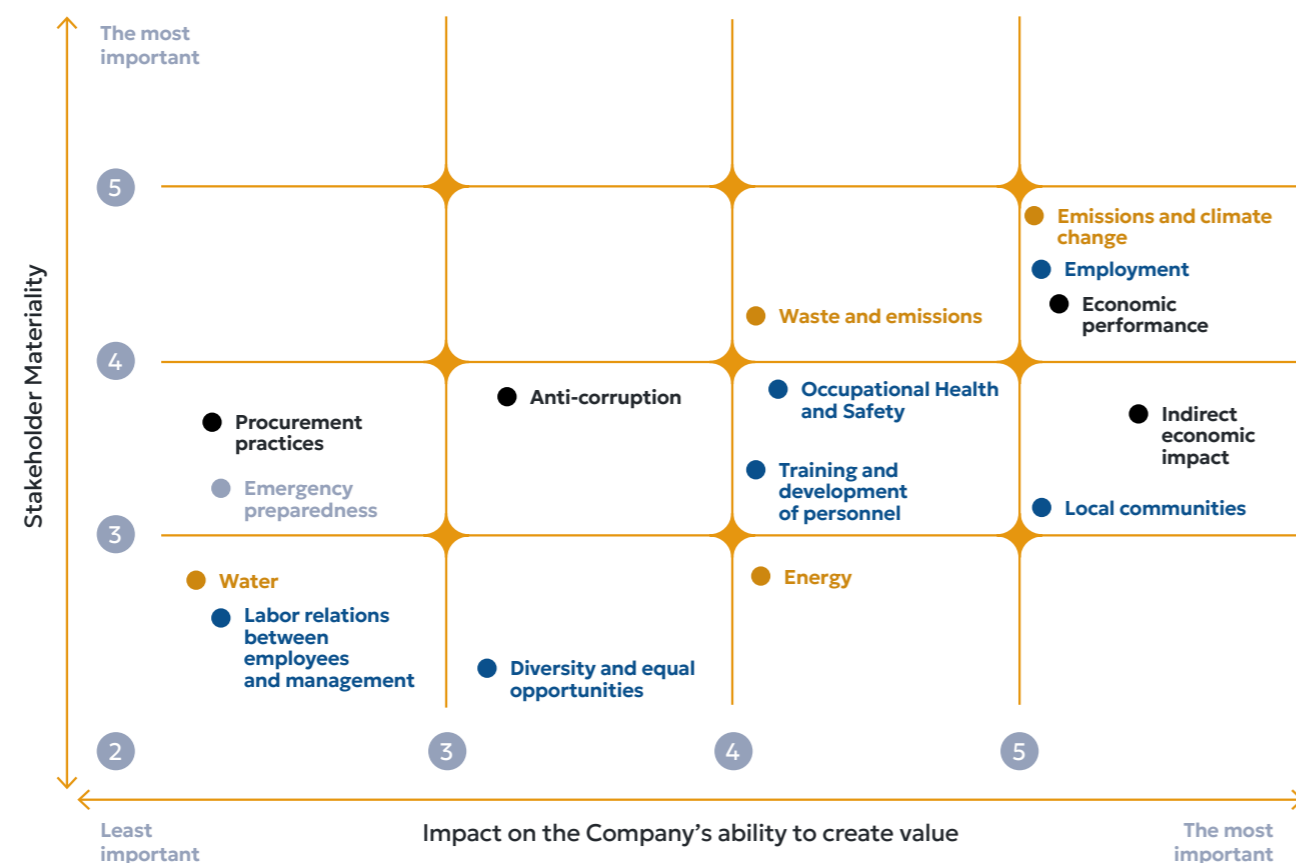 The most
important
5
Emissions and climate
change
Employment
Economic
performance
Waste and emissions
4
Occupational Health
and Safety
Anti-corruption
Procurement
practices
Indirect
economic
impact
Training and
development
of personnel
Emergency
preparedness
Local communities
3
Water
Energy
Labor relations
between
employees
and management
Diversity and equal
opportunities
Stakeholder Materiality
2
3
4
5
Least
important
Impact on the Company’s ability to create value
The most
important